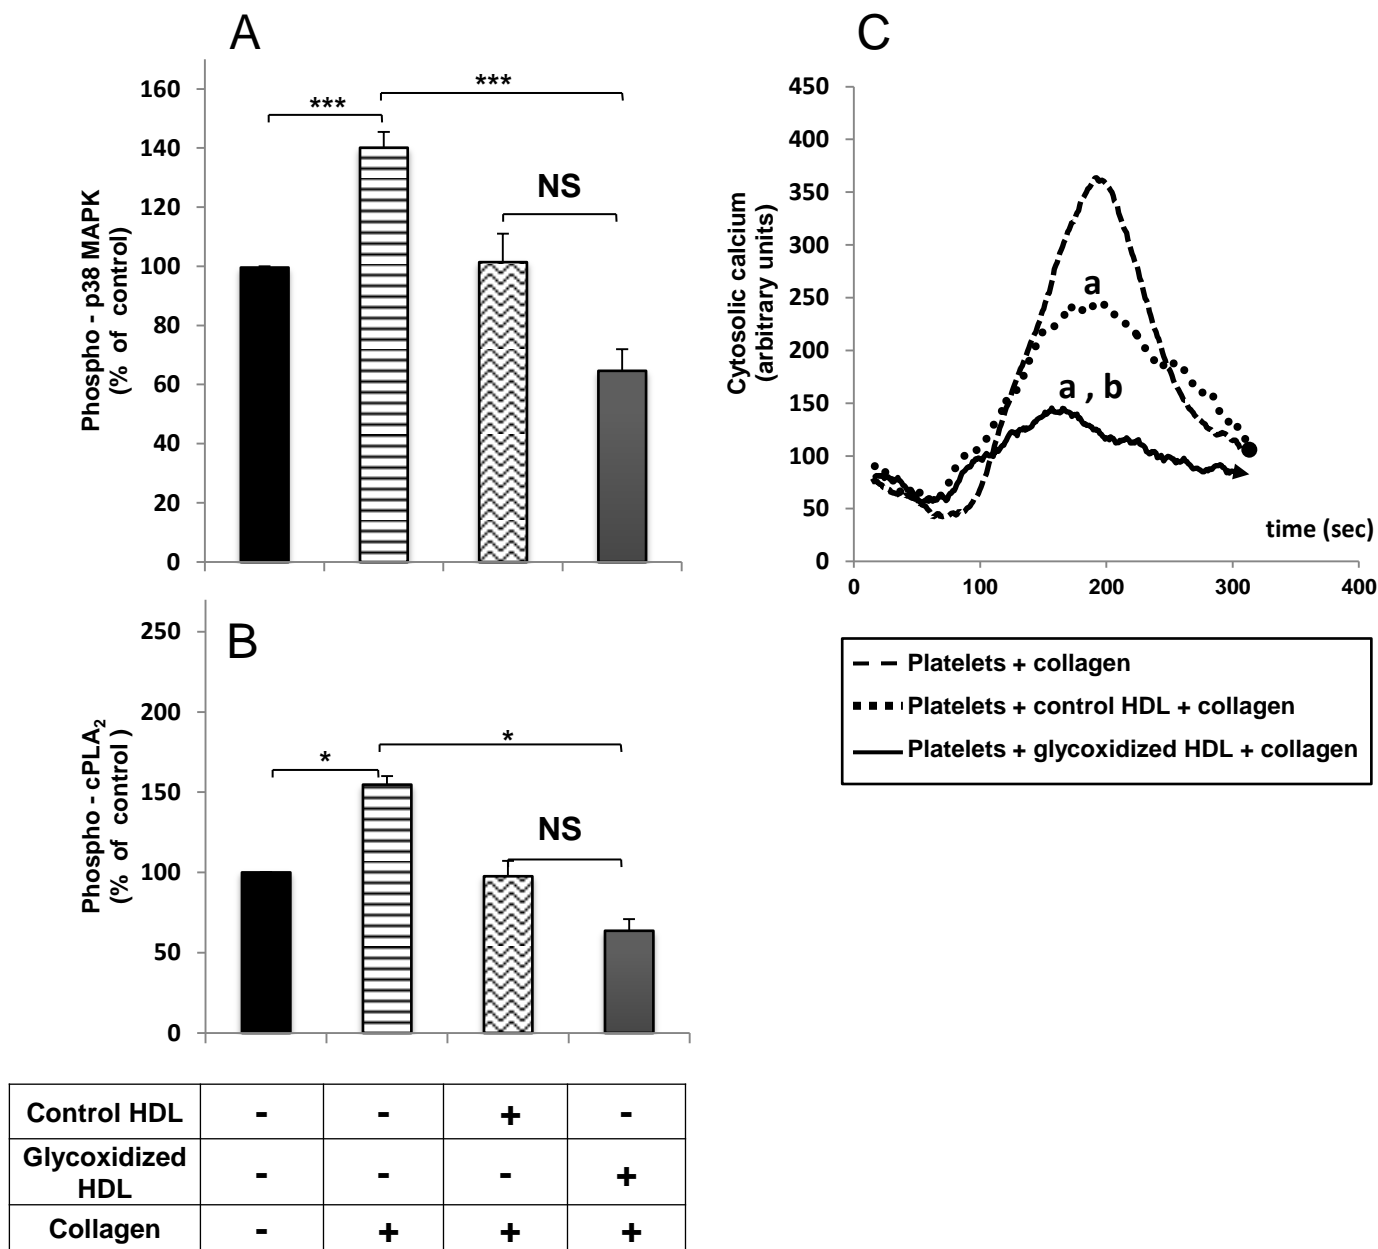 A
Phospho - p38 MAPK
(% of control)
160
140
120
100
80
60
40
20
0
***
***
NS
B
Phospho - cPLA₂
(% of control )
250
200
150
100
50
0
*
*
NS
Control HDL - - + -
Glycoxidized
HDL - - - +
Collagen - + + +
C
Cytosolic calcium
(arbitrary units)
450
400
350
300
250
200
150
100
50
0
a
a , b
time (sec)
0 100 200 300 400
Platelets + collagen
Platelets + control HDL + collagen
Platelets + glycoxidized HDL + collagen